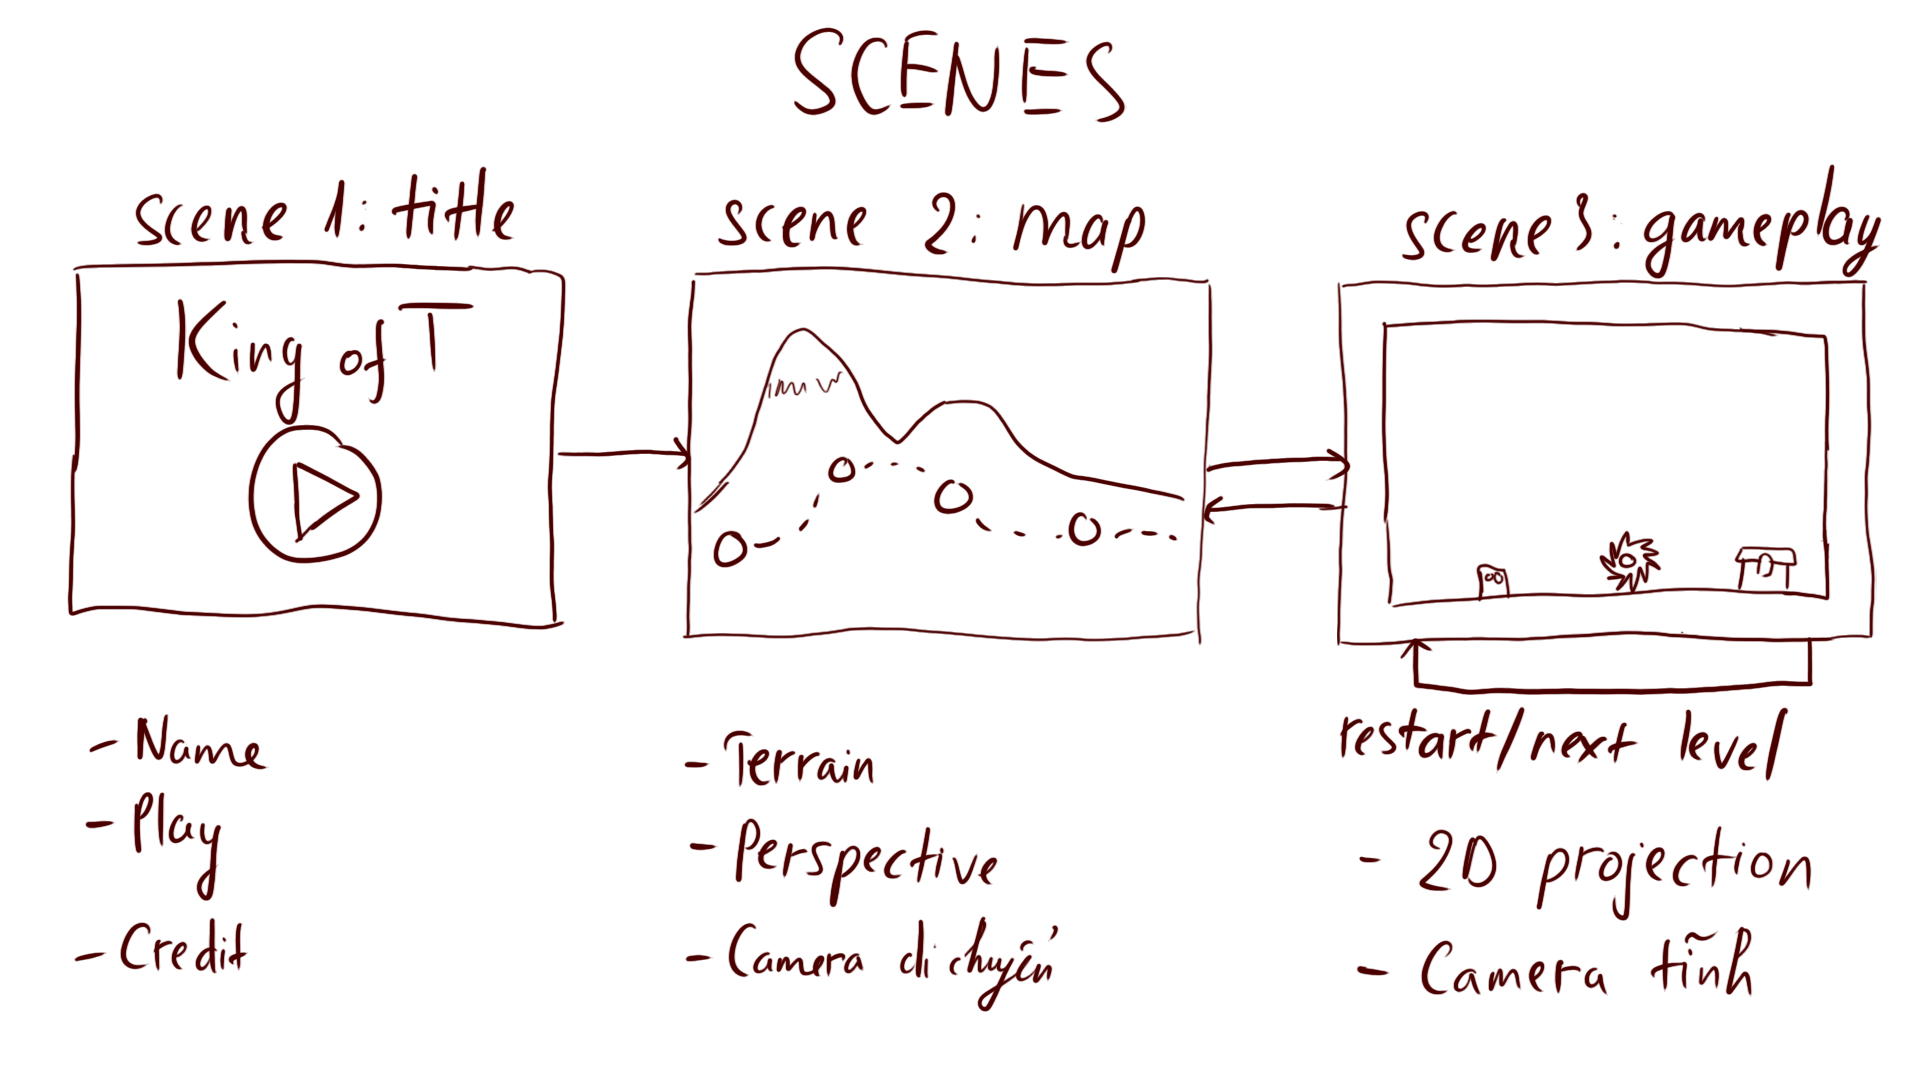 SCENES
scene 1: title
King of T
- Name
- Play
- Credit
scene 2: map
- Terrain
- Perspective
- Camera di chuyển
scene 3: gameplay
restart/next level
- 2D projection
- Camera tĩnh